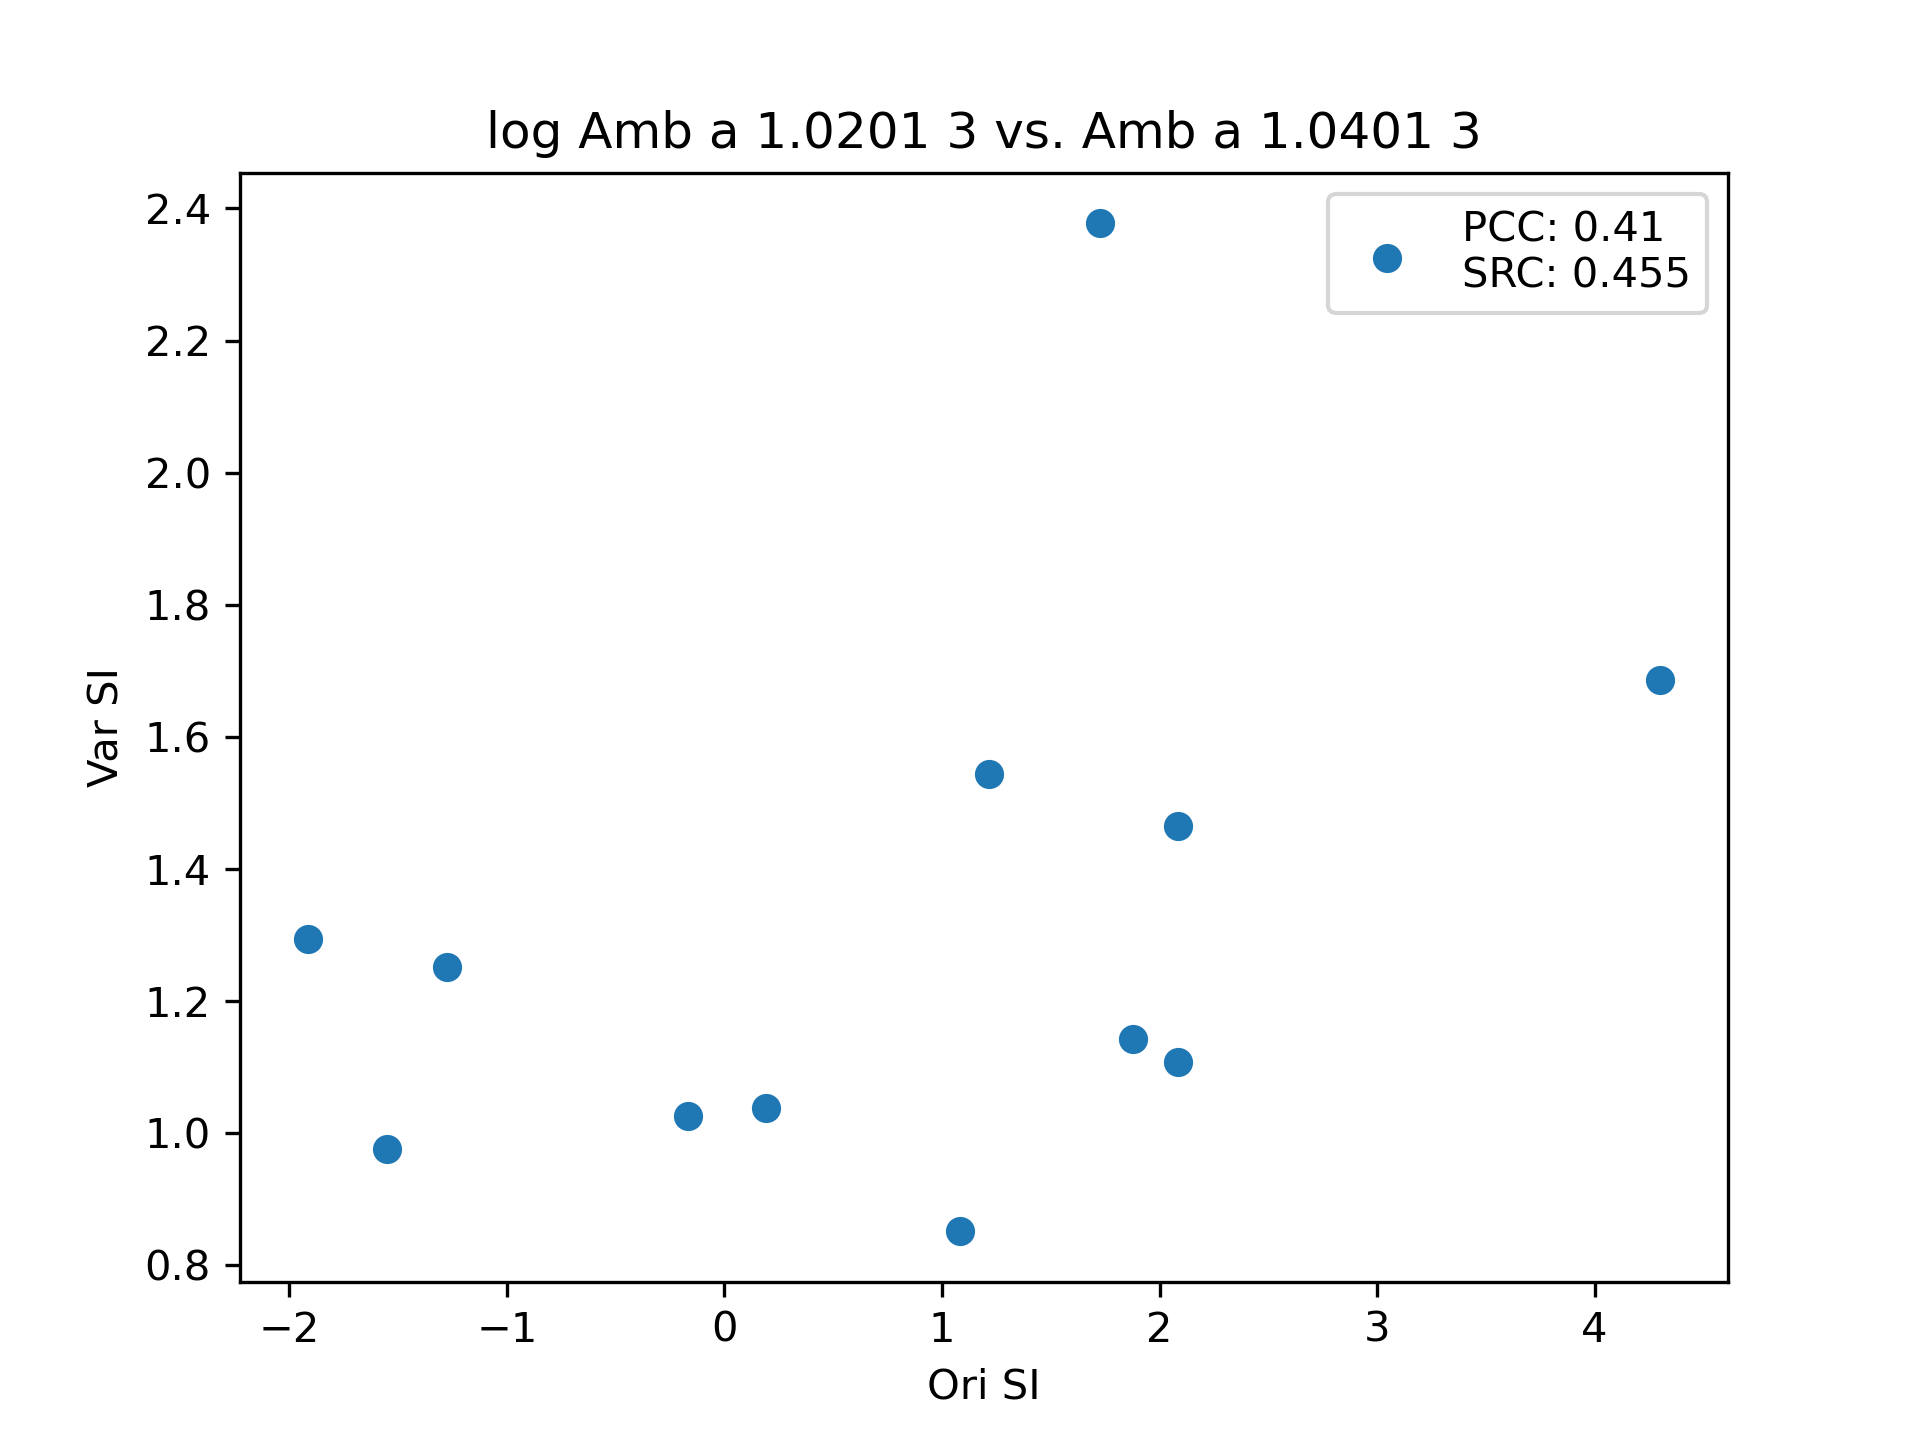 log Amb a 1.0201 3 vs. Amb a 1.0401 3
PCC: 0.41
SRC: 0.455
2.4
2.2
2.0
1.8
1.6
1.4
1.2
1.0
0.8
Var SI
−2 −1 0 1 2 3 4
Ori SI